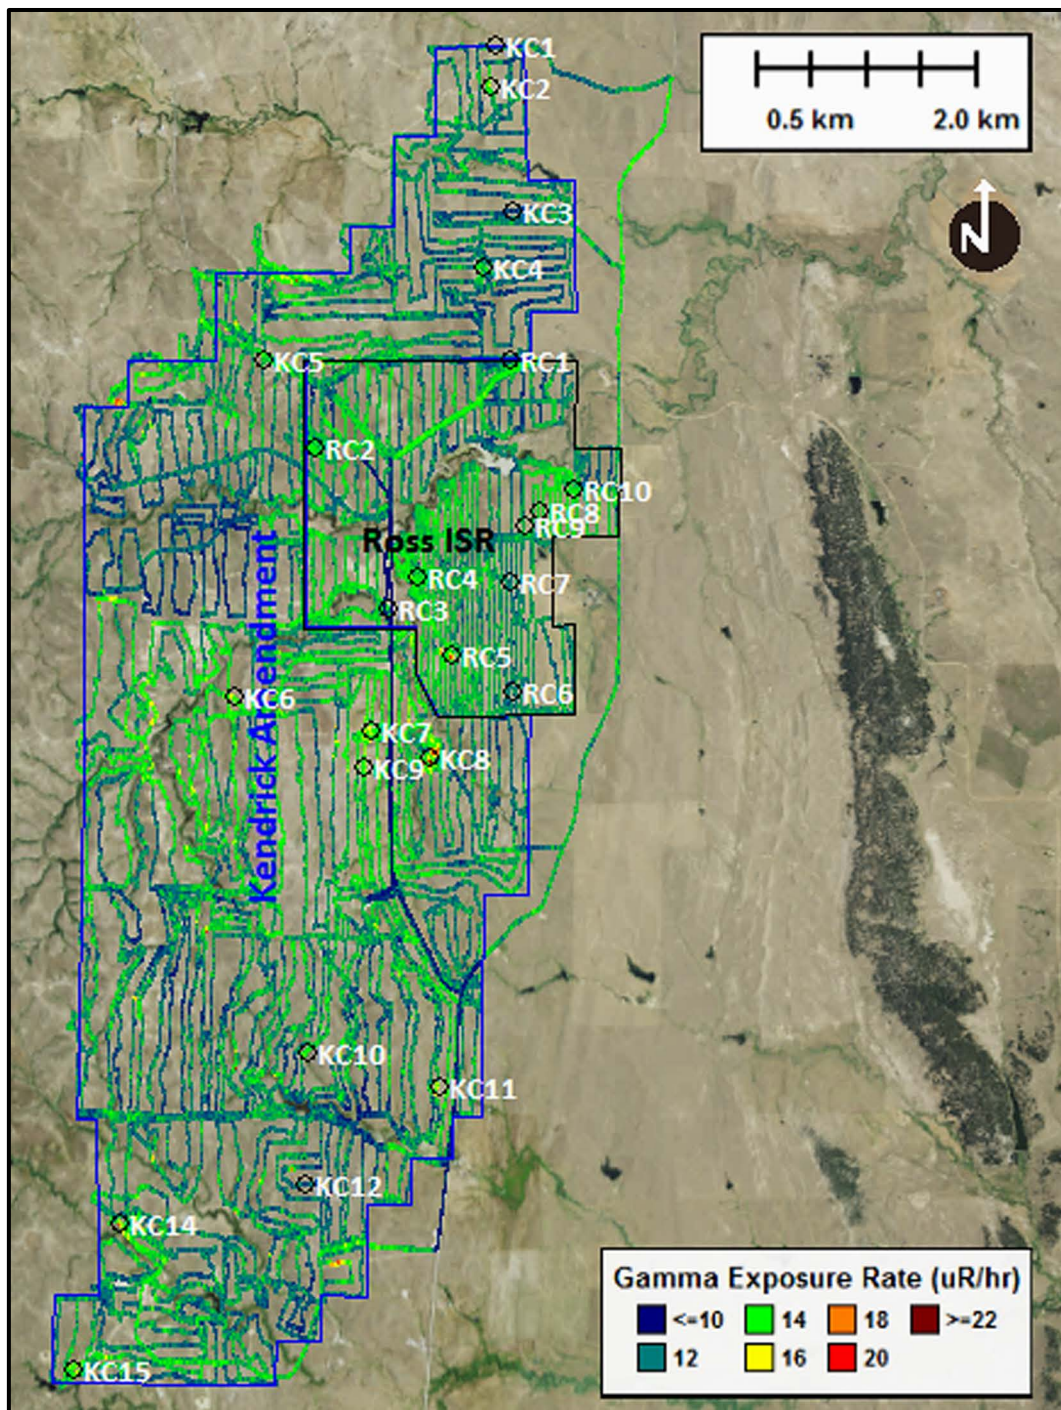 KC1
KC2
0.5 km 2.0 km
N
KC3
KC4
KC5
RC1
RC2
RC10
RC8
RC9
Ross ISR
RC4
RC7
RC3
RC5
RC6
Kendrick Amendment
KC6
KC7
KC8
KC9
KC10
KC11
KC12
KC14
KC15
Gamma Exposure Rate (uR/hr)
<=10 14 18 >=22
12 16 20